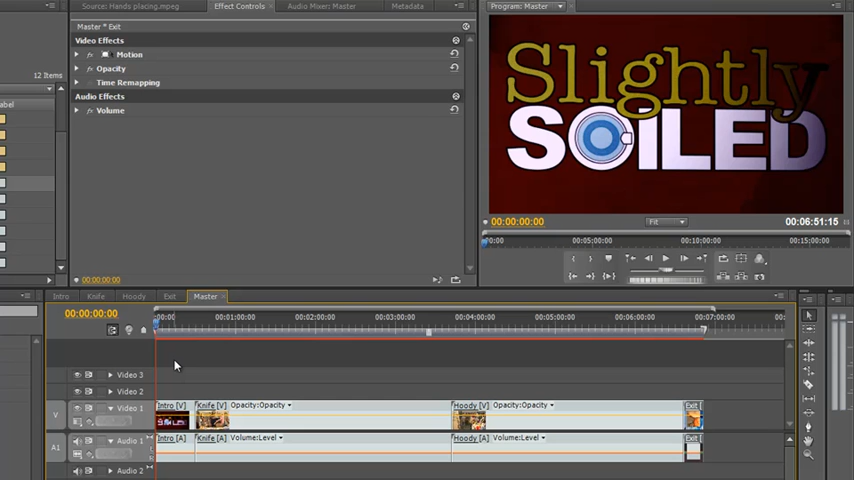 Source: Hands placing.mpeg
Effect Controls
Audio Mixer: Master
Metadata
Program: Master
Master * Exit
Video Effects
fx Motion
fx Opacity
Time Remapping
Audio Effects
fx Volume
12 Items
abel
Slightly
SOILED
00:00:00:00
Fit
00:06:51:15
00:00
00:05:00:00
00:10:00:00
00:15:00:00
00:00:00:00
Intro
Knife
Hoody
Exit
Master
00:00:00:00
00:00
00:01:00:00
00:02:00:00
00:03:00:00
00:04:00:00
00:05:00:00
00:06:00:00
00:07:00:00
00:
Video 3
Video 2
V
Video 1
Intro [V]
Knife [V]
Opacity:Opacity
Hoody [V]
Opacity:Opacity
Exit [
A1
Audio 1
Intro [A]
Knife [A]
Volume:Level
Hoody [A]
Volume:Level
Exit [
Audio 2